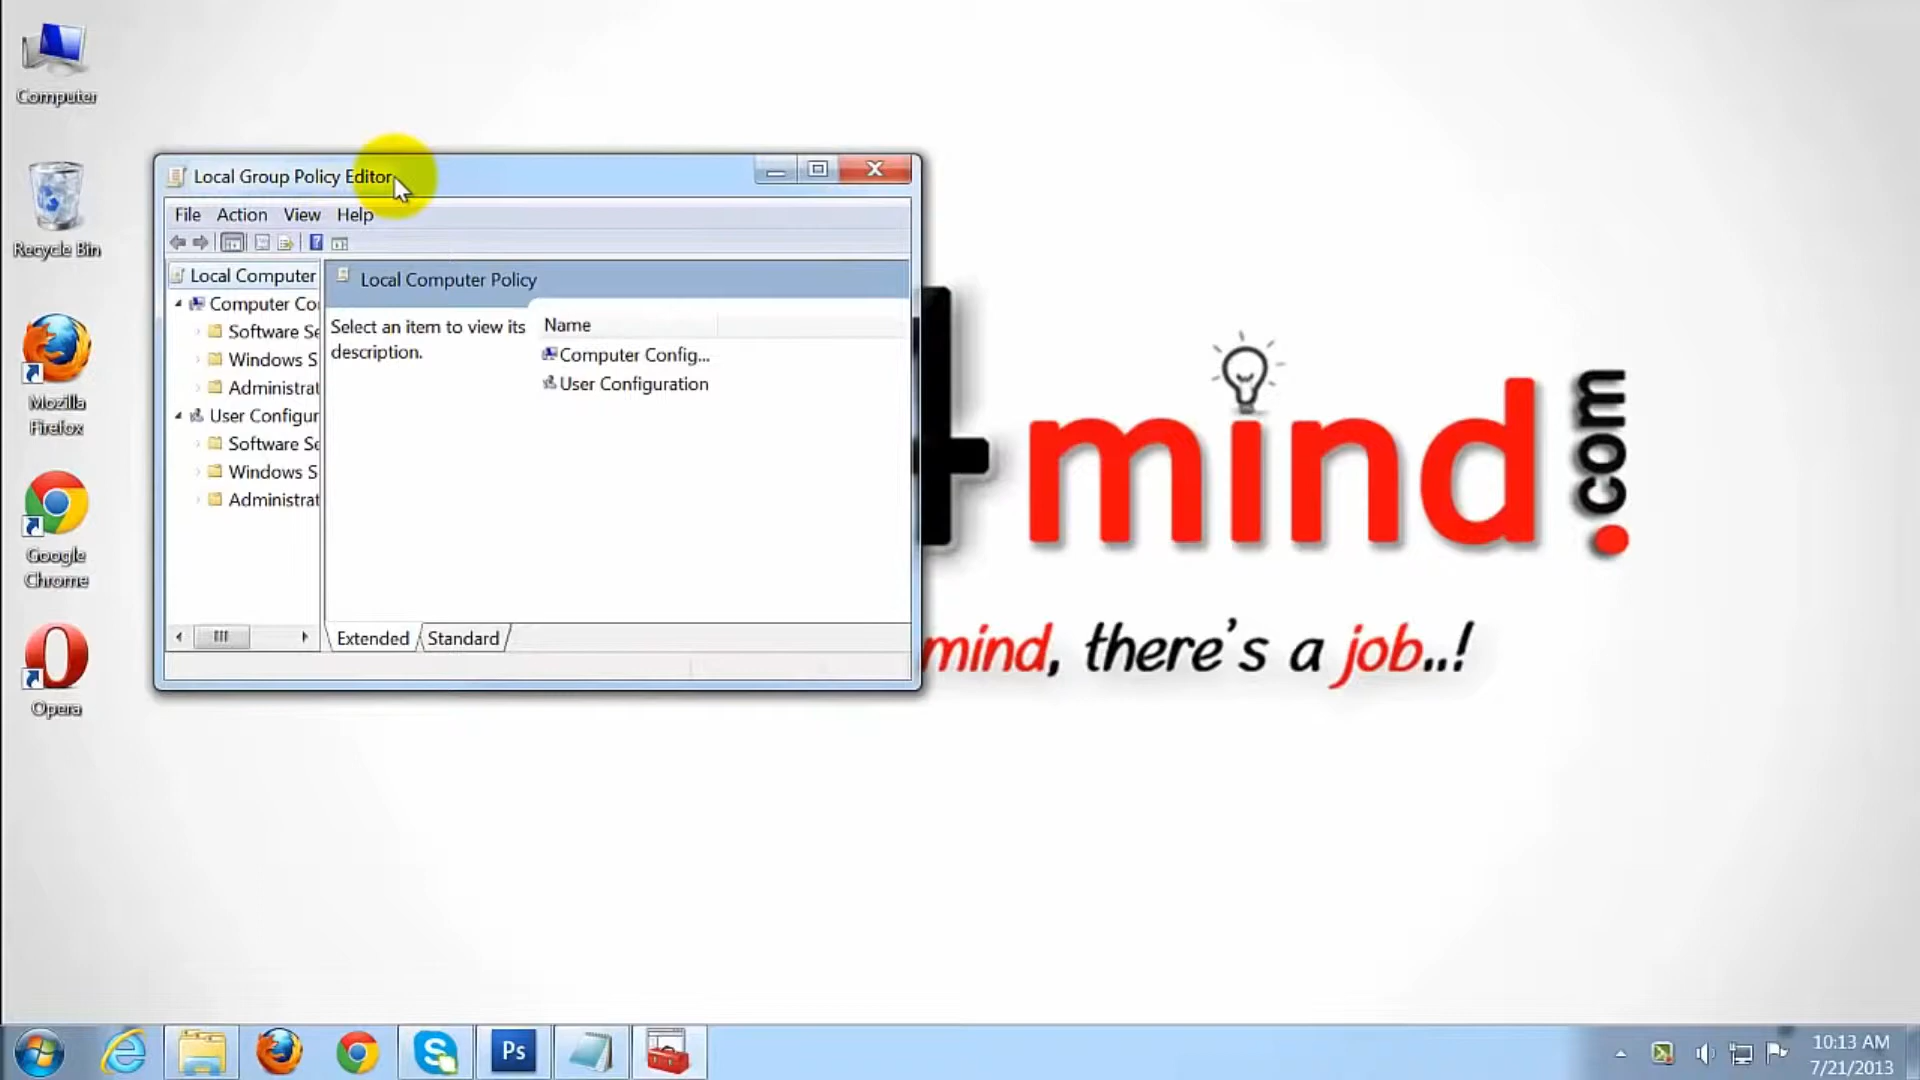 Computer
Recycle Bin
Mozilla
Firefox
Google
Chrome
Opera
Local Group Policy Editor
File Action View Help
Local Computer
Computer Co
Software Se
Windows S
Administrat
User Configur
Software Se
Windows S
Administrat
Local Computer Policy
Select an item to view its
description.
Name
Computer Config...
User Configuration
Extended Standard
mind.com
mind, there's a job..!
Ps
10:13 AM
7/21/2013